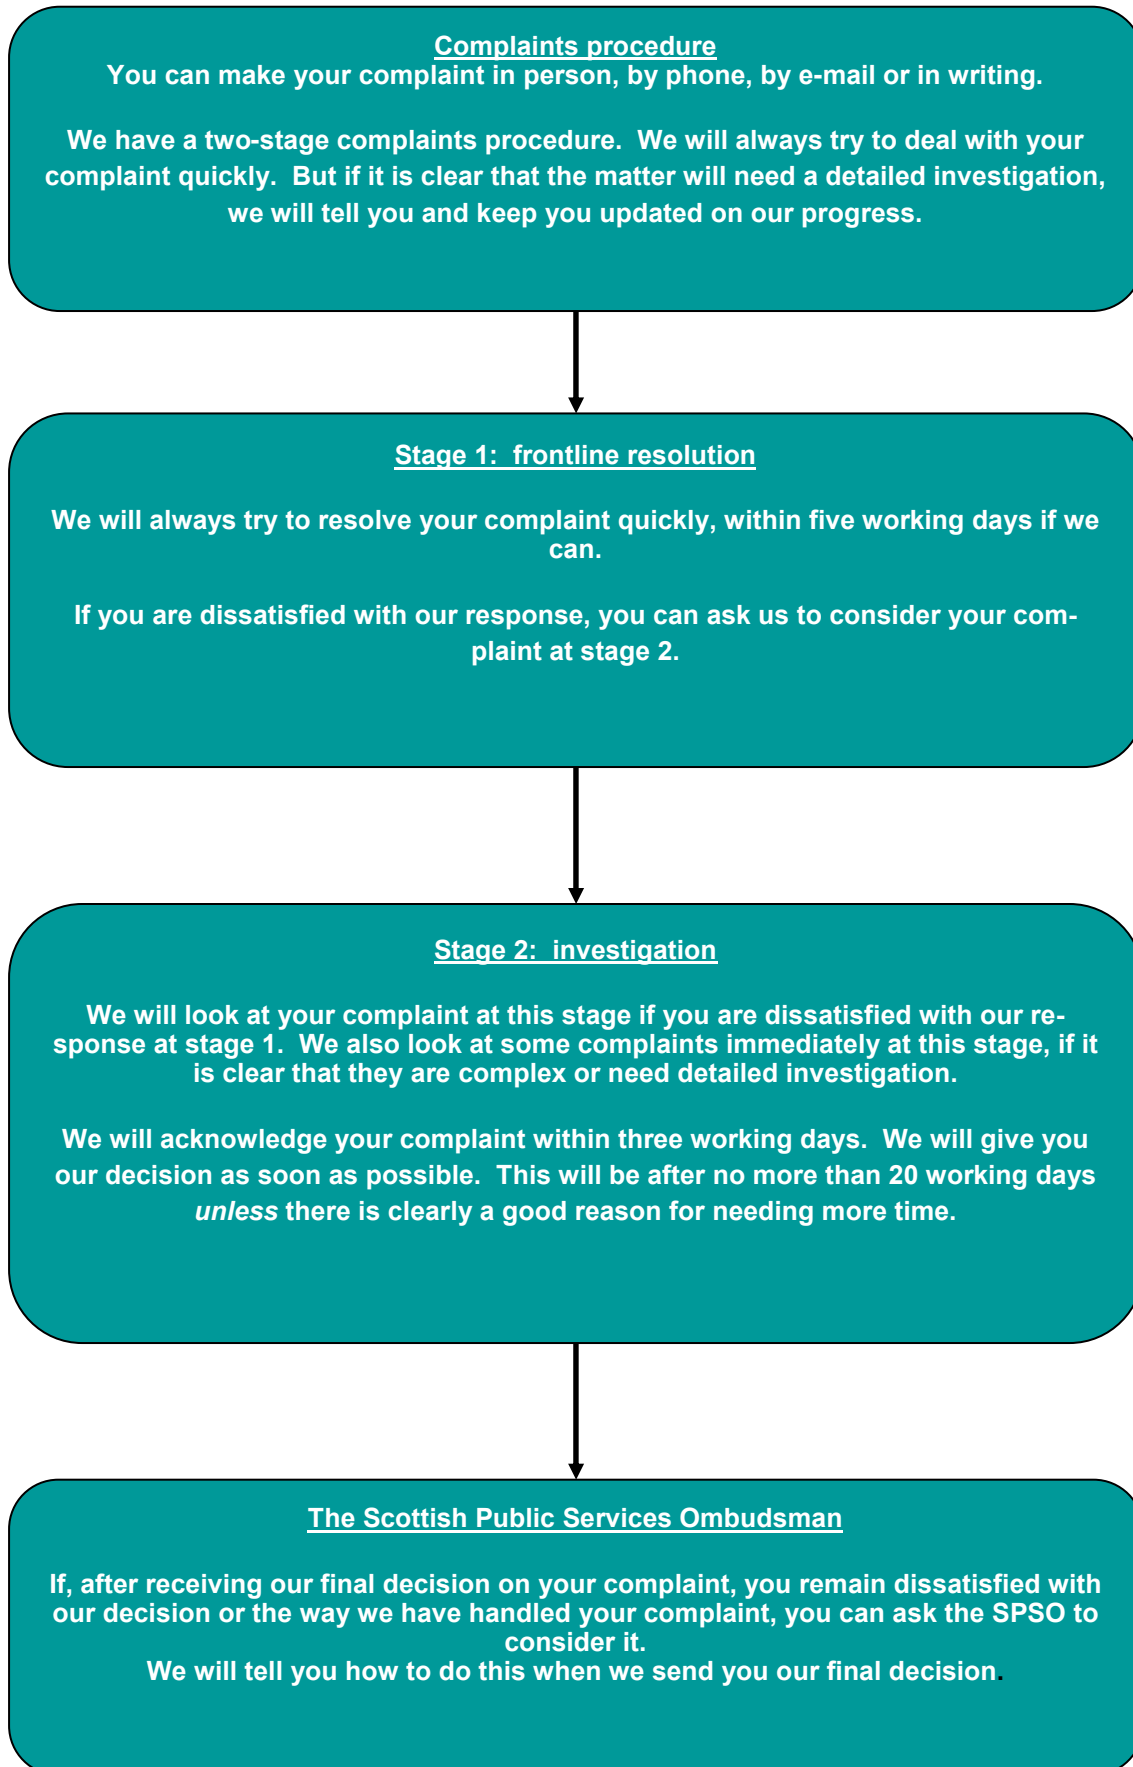 Complaints procedure
You can make your complaint in person, by phone, by e-mail or in writing.
We have a two-stage complaints procedure.  We will always try to deal with your
complaint quickly.  But if it is clear that the matter will need a detailed investigation,
we will tell you and keep you updated on our progress.
Stage 1:  frontline resolution
We will always try to resolve your complaint quickly, within five working days if we
can.
If you are dissatisfied with our response, you can ask us to consider your com-
plaint at stage 2.
Stage 2:  investigation
We will look at your complaint at this stage if you are dissatisfied with our re-
sponse at stage 1.  We also look at some complaints immediately at this stage, if it
is clear that they are complex or need detailed investigation.
We will acknowledge your complaint within three working days.  We will give you
our decision as soon as possible.  This will be after no more than 20 working days
unless there is clearly a good reason for needing more time.
The Scottish Public Services Ombudsman
If, after receiving our final decision on your complaint, you remain dissatisfied with
our decision or the way we have handled your complaint, you can ask the SPSO to
consider it.
We will tell you how to do this when we send you our final decision.